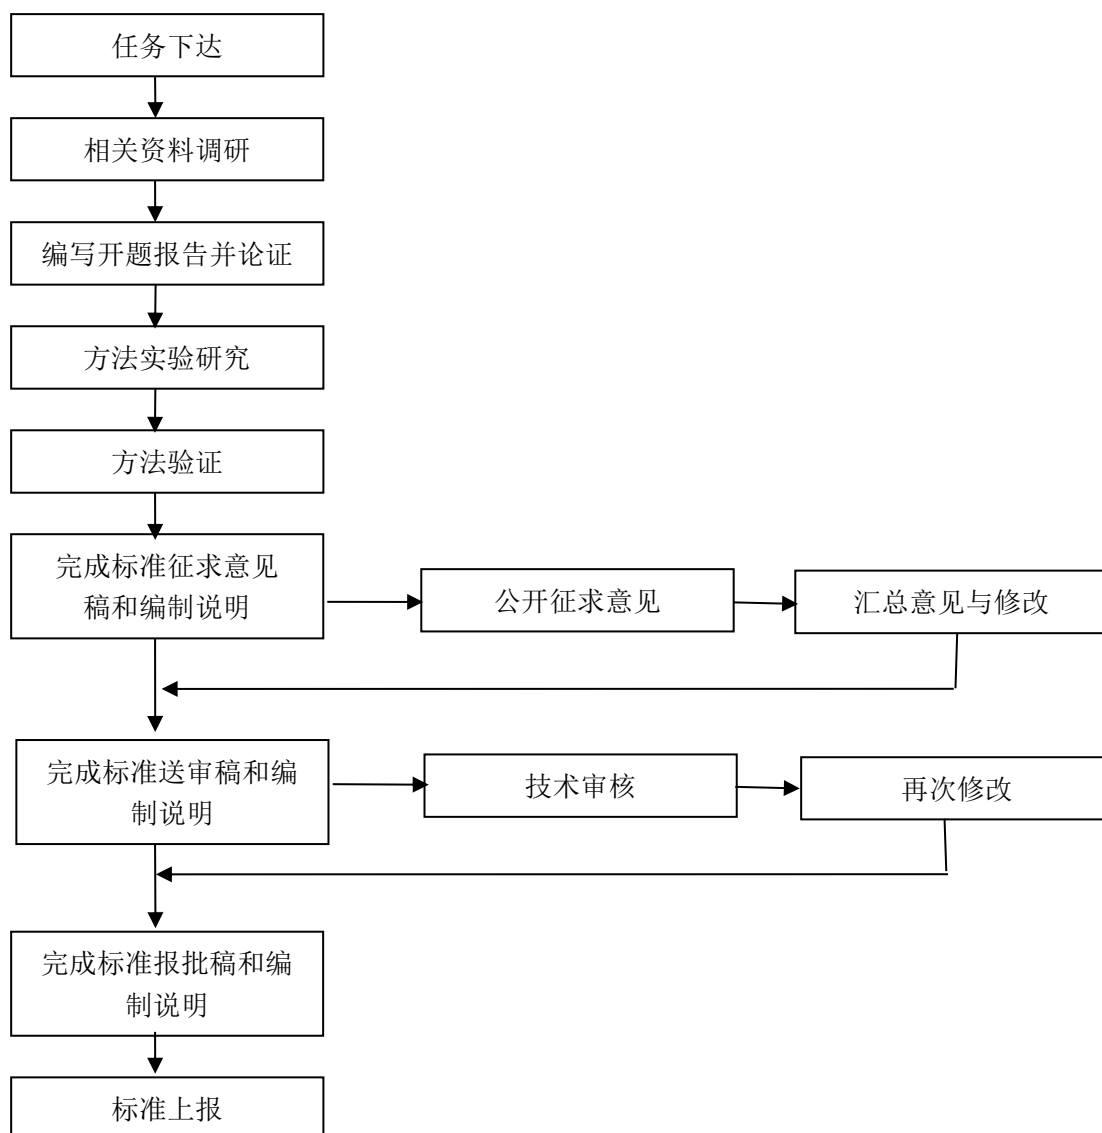 任务下达
相关资料调研
编写开题报告并论证
方法实验研究
方法验证
完成标准征求意见
稿和编制说明
公开征求意见
汇总意见与修改
完成标准送审稿和编
制说明
技术审核
再次修改
完成标准报批稿和编
制说明
标准上报